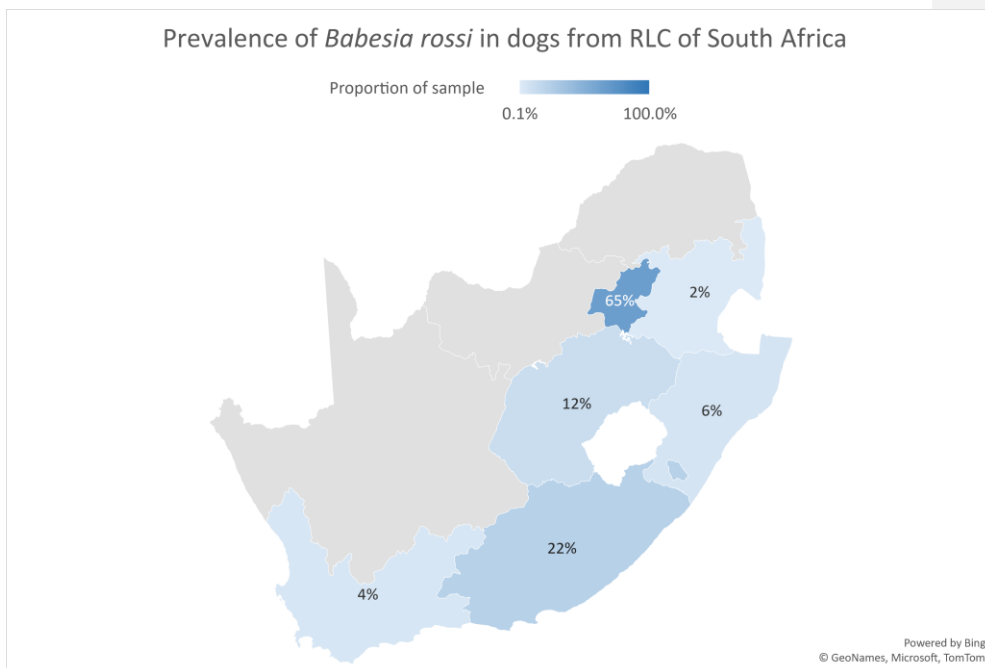 Prevalence of Babesia rossi in dogs from RLC of South Africa
Proportion of sample
0.1% 100.0%
65%
2%
12%
6%
22%
4%
Powered by Bing
© GeoNames, Microsoft, TomTom